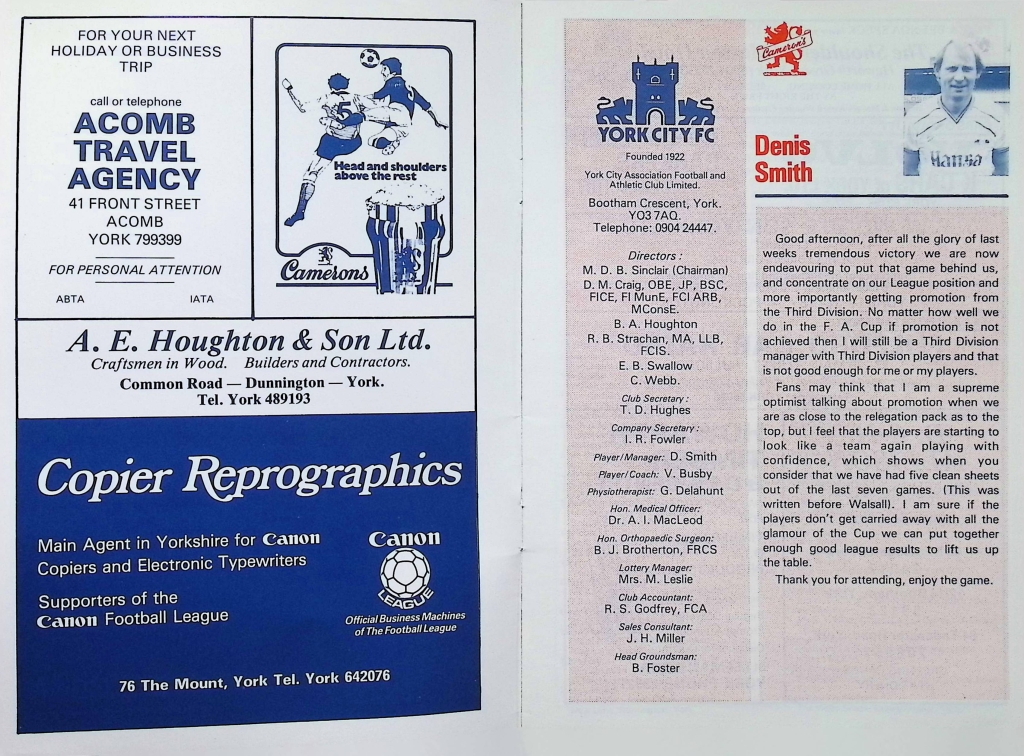 FOR YOUR NEXT
HOLIDAY OR BUSINESS
TRIP
call or telephone
ACOMB
TRAVEL
AGENCY
41 FRONT STREET
ACOMB
YORK 799399
FOR PERSONAL ATTENTION
ABTA IATA
5
Head and shoulders
above the rest
Camerons
A. E. Houghton & Son Ltd.
Craftsmen in Wood. Builders and Contractors.
Common Road — Dunnington — York.
Tel. York 489193
Copier Reprographics
Main Agent in Yorkshire for Canon
Copiers and Electronic Typewriters
Supporters of the
Canon Football League
Canon
LEAGUE
Official Business Machines
of The Football League
76 The Mount, York Tel. York 642076
YORK CITY FC
Founded 1922
York City Association Football and
Athletic Club Limited.
Bootham Crescent, York.
YO3 7AQ.
Telephone: 0904 24447.
Directors :
M. D. B. Sinclair (Chairman)
D. M. Craig, OBE, JP, BSC,
FICE, FI MunE, FCI ARB,
MConsE.
B. A. Houghton
R. B. Strachan, MA, LLB,
FCIS.
E. B. Swallow
C. Webb.
Club Secretary :
T. D. Hughes
Company Secretary :
I. R. Fowler
Player/Manager: D. Smith
Player/Coach: V. Busby
Physiotherapist: G. Delahunt
Hon. Medical Officer:
Dr. A. I. MacLeod
Hon. Orthopaedic Surgeon:
B. J. Brotherton, FRCS
Lottery Manager:
Mrs. M. Leslie
Club Accountant:
R. S. Godfrey, FCA
Sales Consultant:
J. H. Miller
Head Groundsman:
B. Foster
Cameron's
Denis
Smith
Hansa
Good afternoon, after all the glory of last
weeks tremendous victory we are now
endeavouring to put that game behind us,
and concentrate on our League position and
more importantly getting promotion from
the Third Division. No matter how well we
do in the F. A. Cup if promotion is not
achieved then I will still be a Third Division
manager with Third Division players and that
is not good enough for me or my players.
Fans may think that I am a supreme
optimist talking about promotion when we
are as close to the relegation pack as to the
top, but I feel that the players are starting to
look like a team again playing with
confidence, which shows when you
consider that we have had five clean sheets
out of the last seven games. (This was
written before Walsall). I am sure if the
players don't get carried away with all the
glamour of the Cup we can put together
enough good league results to lift us up
the table.
Thank you for attending, enjoy the game.